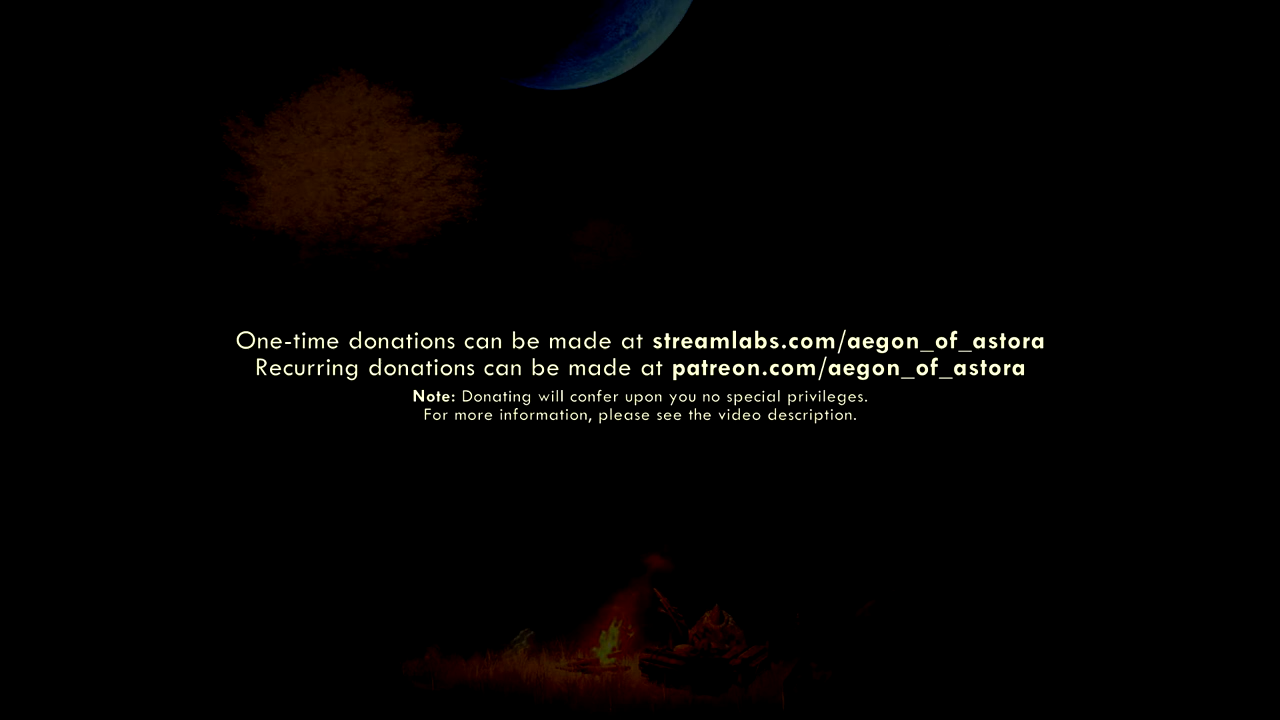 One-time donations can be made at streamlabs.com/aegon_of_astora
Recurring donations can be made at patreon.com/aegon_of_astora
Note: Donating will confer upon you no special privileges.
For more information, please see the video description.